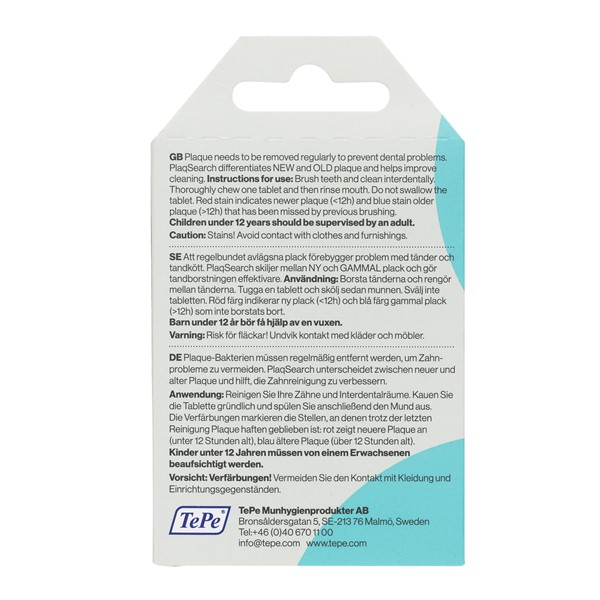 GB Plaque needs to be removed regularly to prevent dental problems.
PlaqSearch differentiates NEW and OLD plaque and helps improve
cleaning. Instructions for use: Brush teeth and clean interdentally.
Thoroughly chew one tablet and then rinse mouth. Do not swallow the
tablet. Red stain indicates newer plaque (<12h) and blue stain older
plaque (>12h) that has been missed by previous brushing.
Children under 12 years should be supervised by an adult.
Caution: Stains! Avoid contact with clothes and furnishings.
SE Att regelbundet avlägsna plack förebygger problem med tänder och
tandkött. PlaqSearch skiljer mellan NY och GAMMAL plack och gör
tandborstningen effektivare. Användning: Borsta tänderna och rengör
mellan tänderna. Tugga en tablett och skölj sedan munnen. Svälj inte
tabletten. Röd färg indikerar ny plack (<12h) och blå färg gammal plack
(>12h) som inte borstats bort.
Barn under 12 år bör få hjälp av en vuxen.
Varning: Risk för fläckar! Undvik kontakt med kläder och möbler.
DE Plaque-Bakterien müssen regelmäßig entfernt werden, um Zahn-
probleme zu vermeiden. PlaqSearch unterscheidet zwischen neuer und
alter Plaque und hilft, die Zahnreinigung zu verbessern.
Anwendung: Reinigen Sie Ihre Zähne und Interdentalräume. Kauen Sie
die Tablette gründlich und spülen Sie anschließend den Mund aus.
Die Verfärbungen markieren die Stellen, an denen trotz der letzten
Reinigung Plaque haften geblieben ist: rot zeigt neuere Plaque an
(unter 12 Stunden alt), blau ältere Plaque (über 12 Stunden alt).
Kinder unter 12 Jahren müssen von einem Erwachsenen
beaufsichtigt werden.
Vorsicht: Verfärbungen! Vermeiden Sie den Kontakt mit Kleidung und
Einrichtungsgegenständen.
TePe
TePe Munhygienprodukter AB
Bronsåldersgatan 5, SE-213 76 Malmö, Sweden
Tel+46 (0)40 670 11 00
info@tepe.com www.tepe.com